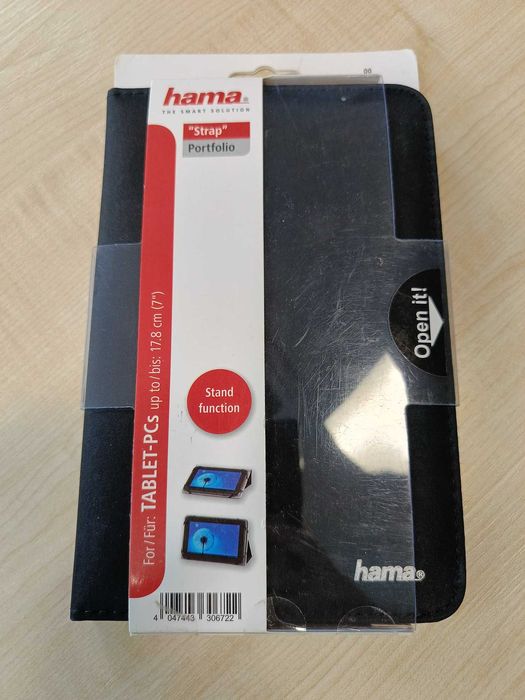 00
hama®
THE SMART SOLUTION
"Strap"
Portfolio
For / Für: TABLET-PCs up to / bis: 17.8 cm (7")
Open it!
Stand
function
hama®
4 047443 306722